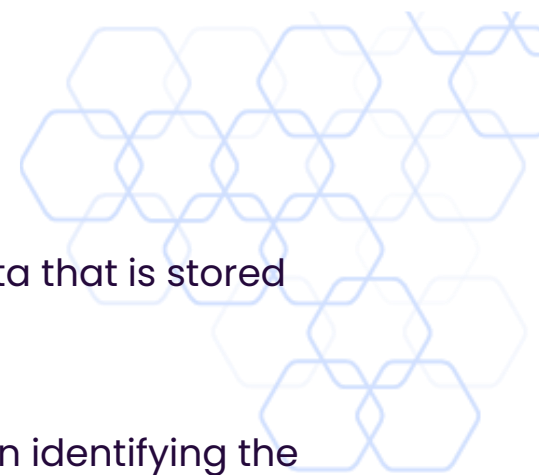 ta that is stored
n identifying the